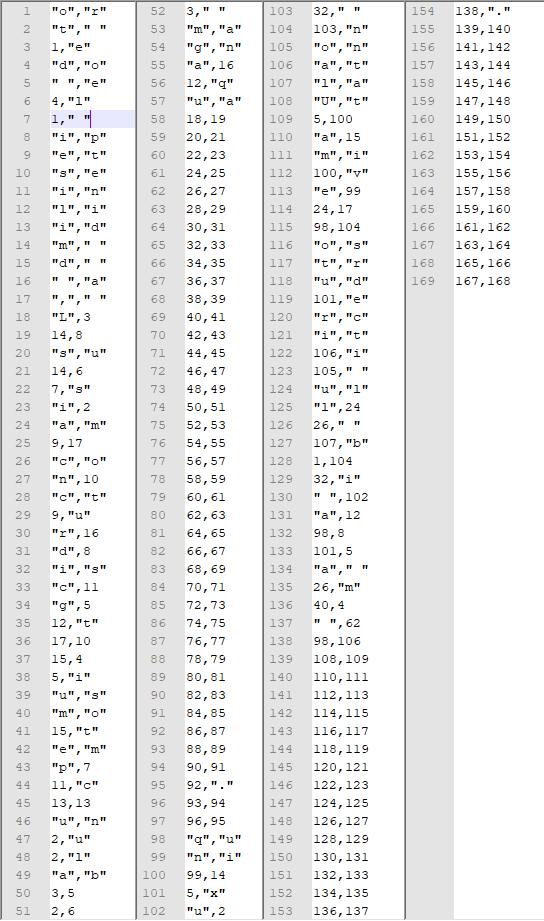 1 "o","r"
2 "t"," "
3 1,"e"
4 "d","o"
5 " ","e"
6 4,"l"
7 1," "
8 "i","p"
9 "e","t"
10 "s","e"
11 "i","n"
12 "l","i"
13 "i","d"
14 "m"," "
15 "d"," "
16 " ","a"
17 ","," "
18 "L",3
19 14,8
20 "s","u"
21 14,6
22 7,"s"
23 "i",2
24 "a","m"
25 9,17
26 "c","o"
27 "n",10
28 "c","t"
29 9,"u"
30 "r",16
31 "d",8
32 "i","s"
33 "c",11
34 "g",5
35 12,"t"
36 17,10
37 15,4
38 5,"i"
39 "u","s"
40 "m","o"
41 15,"t"
42 "e","m"
43 "p",7
44 11,"c"
45 13,13
46 "u","n"
47 2,"u"
48 2,"l"
49 "a","b"
50 3,5
51 2,6
52 3," "
53 "m","a"
54 "g","n"
55 "a",16
56 12,"q"
57 "u","a"
58 18,19
59 20,21
60 22,23
61 24,25
62 26,27
63 28,29
64 30,31
65 32,33
66 34,35
67 36,37
68 38,39
69 40,41
70 42,43
71 44,45
72 46,47
73 48,49
74 50,51
75 52,53
76 54,55
77 56,57
78 58,59
79 60,61
80 62,63
81 64,65
82 66,67
83 68,69
84 70,71
85 72,73
86 74,75
87 76,77
88 78,79
89 80,81
90 82,83
91 84,85
92 86,87
93 88,89
94 90,91
95 92,"."
96 93,94
97 96,95
98 "q","u"
99 "n","i"
100 99,14
101 5,"x"
102 "u",2
103 32," "
104 103,"n"
105 "o","n"
106 "a","t"
107 "l","a"
108 "U","t"
109 5,100
110 "a",15
111 "m","i"
112 100,"v"
113 "e",99
114 24,17
115 98,104
116 "o","s"
117 "t","r"
118 "u","d"
119 101,"e"
120 "r","c"
121 "i","t"
122 106,"i"
123 105," "
124 "u","l"
125 "l",24
126 26," "
127 107,"b"
128 1,104
129 32,"i"
130 " ",102
131 "a",12
132 98,8
133 101,5
134 "a"," "
135 26,"m"
136 40,4
137 " ",62
138 98,106
139 108,109
140 110,111
141 112,113
142 114,115
143 116,117
144 118,119
145 120,121
146 122,123
147 124,125
148 126,127
149 128,129
150 130,131
151 132,133
152 134,135
153 136,137
154 138,"."
155 139,140
156 141,142
157 143,144
158 145,146
159 147,148
160 149,150
161 151,152
162 153,154
163 155,156
164 157,158
165 159,160
166 161,162
167 163,164
168 165,166
169 167,168